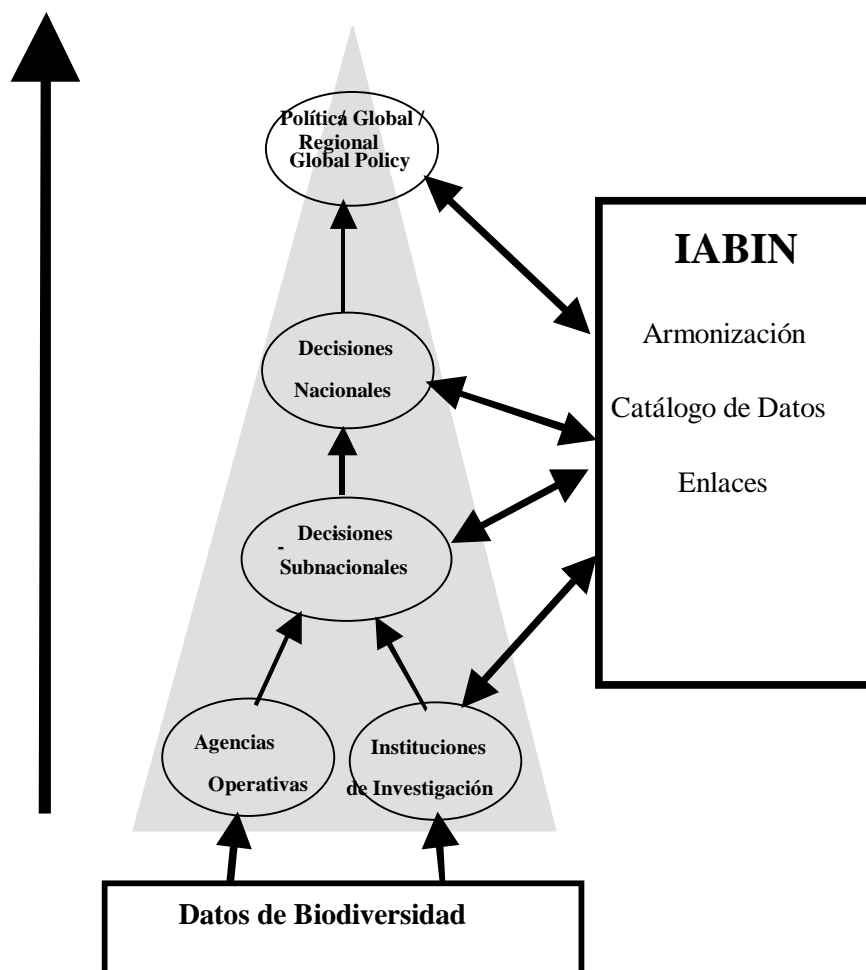 Política Global /
Regional
Global Policy
IABIN
Armonización
Catálogo de Datos
Enlaces
Decisiones
Nacionales
Decisiones
-
Subnacionales
Agencias
Operativas
Instituciones
de Investigación
Datos de Biodiversidad